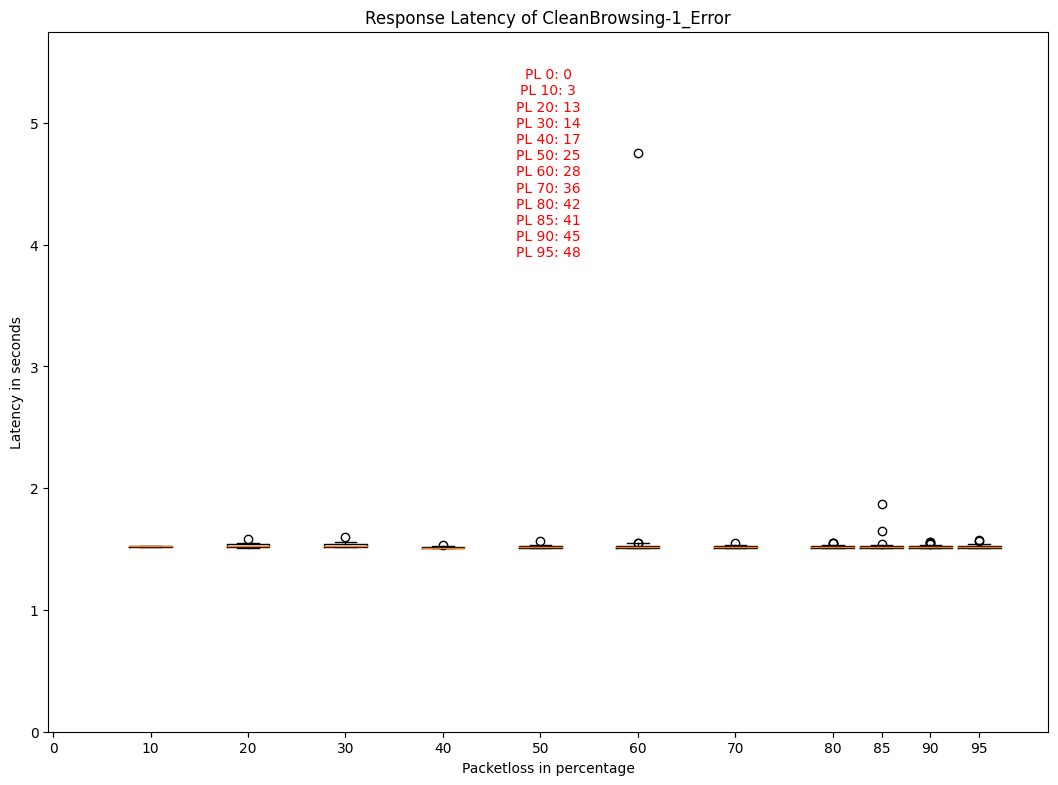 Response Latency of CleanBrowsing-1_Error
PL 0: 0
PL 10: 3
PL 20: 13
PL 30: 14
PL 40: 17
PL 50: 25
PL 60: 28
PL 70: 36
PL 80: 42
PL 85: 41
PL 90: 45
PL 95: 48
Latency in seconds
5
4
3
2
1
0
0 10 20 30 40 50 60 70 80 85 90 95
Packetloss in percentage